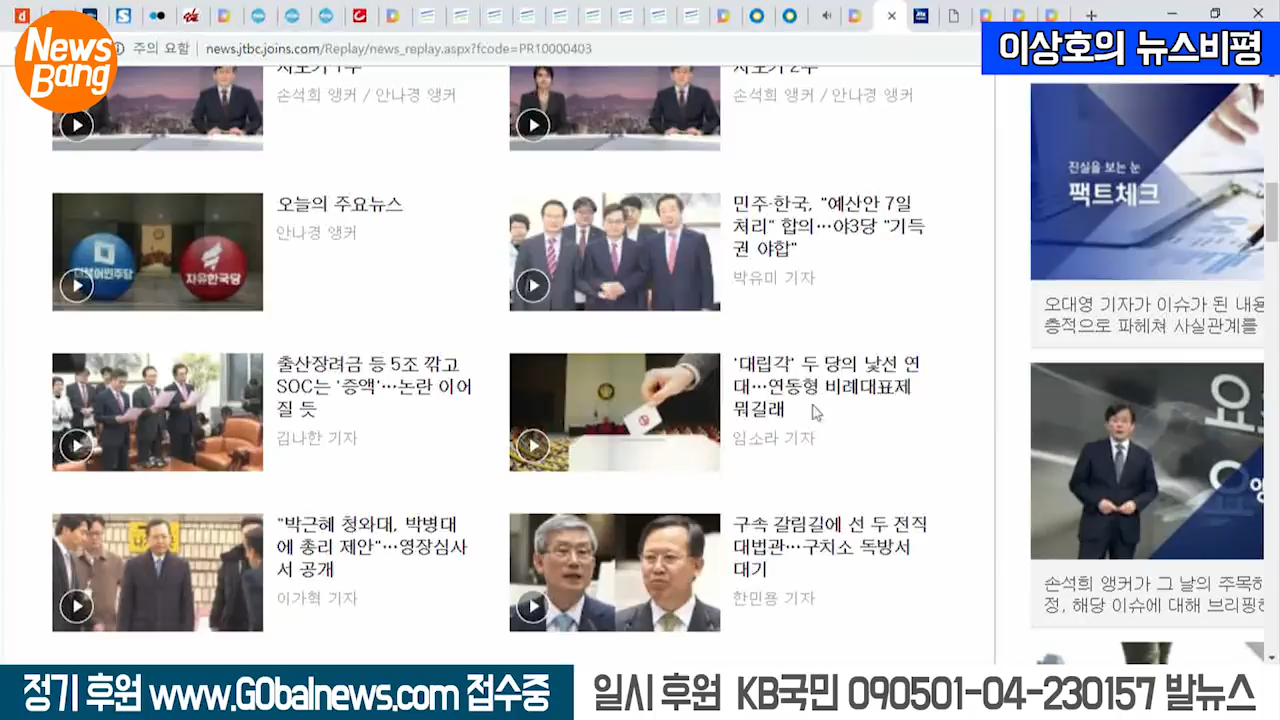 News
Bang
주의 요함
news.jtbc.joins.com/Replay/news_replay.aspx?fcode=PR10000403
이상호의 뉴스비평
손석희 앵커 / 안나경 앵커
손석희 앵커 / 안나경 앵커
오늘의 주요뉴스
안나경 앵커
더불어민주당
자유한국당
민주·한국, "예산안 7일
처리" 합의…야3당 "기득
권 야합"
박유미 기자
출산장려금 등 5조 깎고
SOC는 '증액'…논란 이어
질 듯
김나한 기자
'대립각' 두 당의 낯선 연
대…연동형 비례대표제
뭐길래
임소라 기자
"박근혜 청와대, 박병대
에 총리 제안"…영장심사
서 공개
이가혁 기자
구속 갈림길에 선 두 전직
대법관…구치소 독방서
대기
한민용 기자
진실을 보는 눈
팩트체크
오대영 기자가 이슈가 된 내용
층적으로 파헤쳐 사실관계를
손석희 앵커가 그 날의 주목
정, 해당 이슈에 대해 브리핑
정기 후원 www.GObalnews.com 접수중
일시 후원 KB국민 090501-04-230157 발뉴스